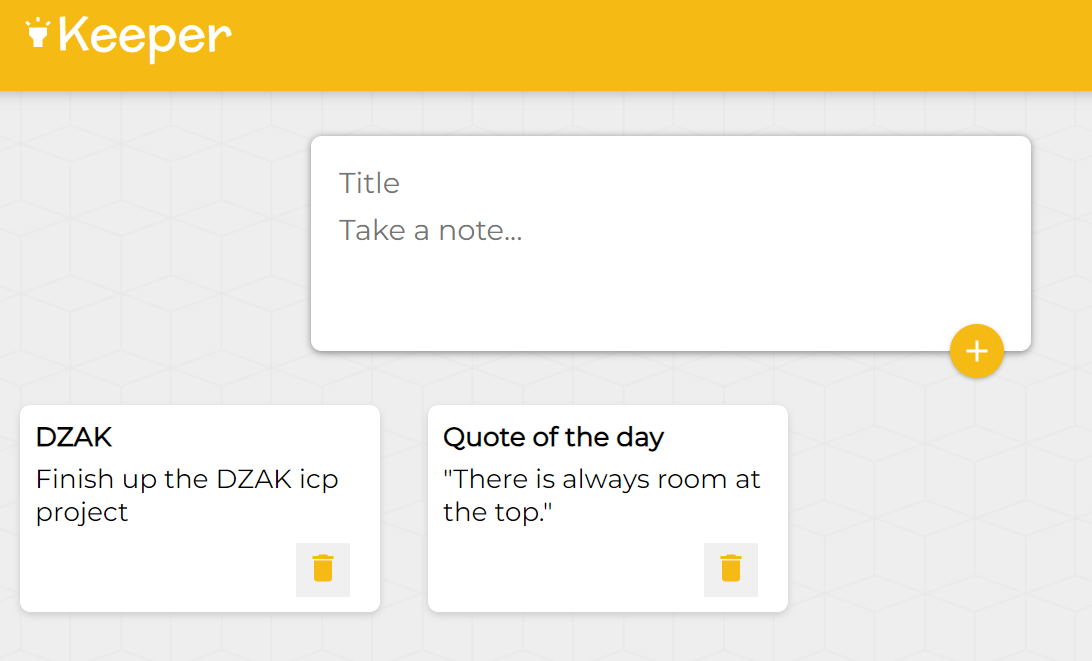 Keeper
Title
Take a note...
DZAK
Finish up the DZAK icp
project
Quote of the day
"There is always room at
the top."